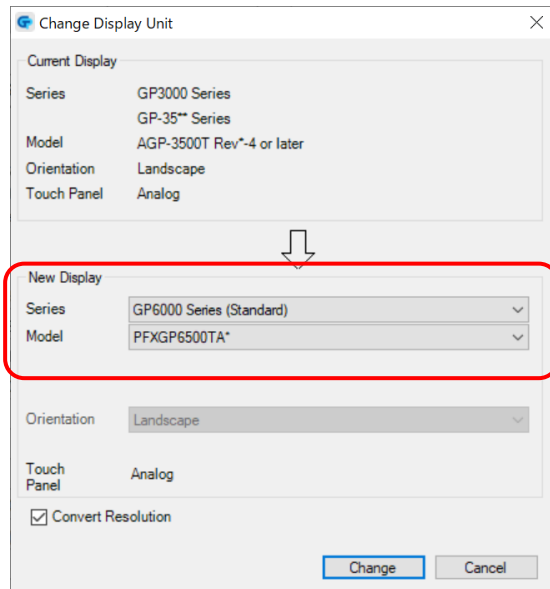 Change Display Unit
Current Display
Series GP3000 Series
GP-35** Series
Model AGP-3500T Rev*-4 or later
Orientation Landscape
Touch Panel Analog
New Display
Series GP6000 Series (Standard)
Model PFXGP6500TA*
Orientation Landscape
Touch
Panel Analog
Convert Resolution
Change Cancel